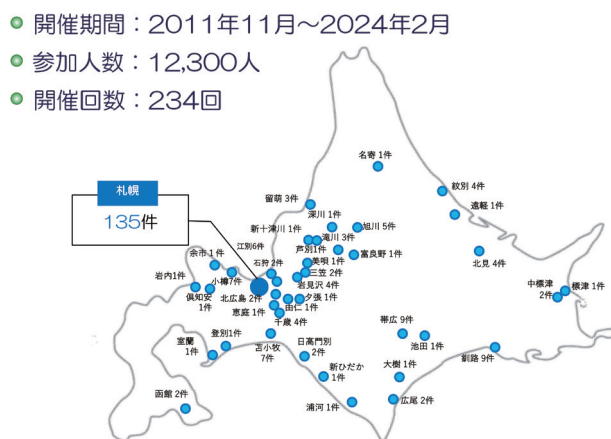 開催期間：2011年11月～2024年2月
参加人数：12,300人
開催回数：234回
札幌
135件
名寄 1件
紋別 4件
遠軽 1件
留萌 3件
深川 1件
新十津川 1件
旭川 5件
滝川 3件
芦別1件
富良野 1件
北見 4件
江別6件
石狩 2件
美唄 1件
三笠 2件
余市 1件
岩見沢 4件
中標津
2件
標津 1件
岩内1件
小樽7件
倶知安
1件
北広島 2件
夕張 1件
由仁 1件
恵庭 1件
千歳 4件
帯広 9件
池田 1件
釧路 9件
登別1件
室蘭
1件
苫小牧
7件
日高門別
2件
新ひだか
1件
大樹 1件
函館 2件
浦河 1件
広尾 2件